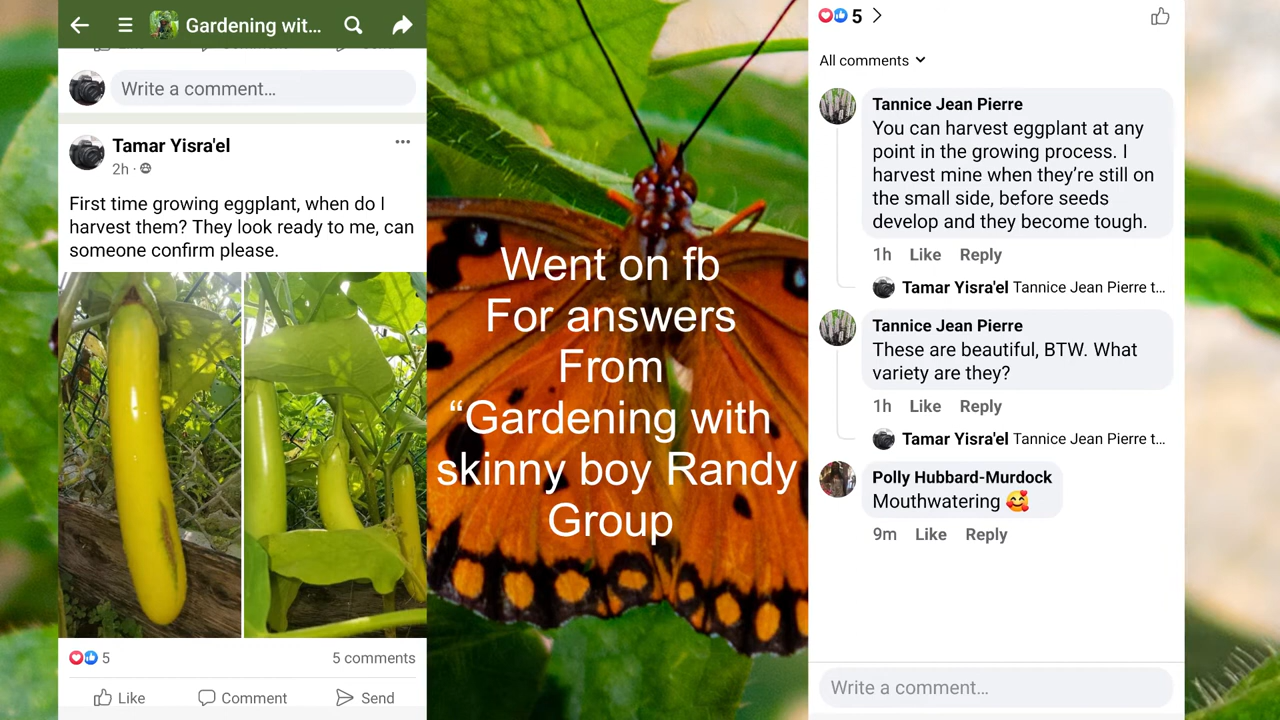 Gardening wit...
Write a comment...
Tamar Yisra'el
2h
First time growing eggplant, when do I
harvest them? They look ready to me, can
someone confirm please.
5
5 comments
Like
Comment
Send
Went on fb
For answers
From
“Gardening with
skinny boy Randy
Group
5
All comments
Tannice Jean Pierre
You can harvest eggplant at any
point in the growing process. I
harvest mine when they’re still on
the small side, before seeds
develop and they become tough.
1h Like Reply
Tamar Yisra'el Tannice Jean Pierre t...
Tannice Jean Pierre
These are beautiful, BTW. What
variety are they?
1h Like Reply
Tamar Yisra'el Tannice Jean Pierre t...
Polly Hubbard-Murdock
Mouthwatering 🥰
9m Like Reply
Write a comment...